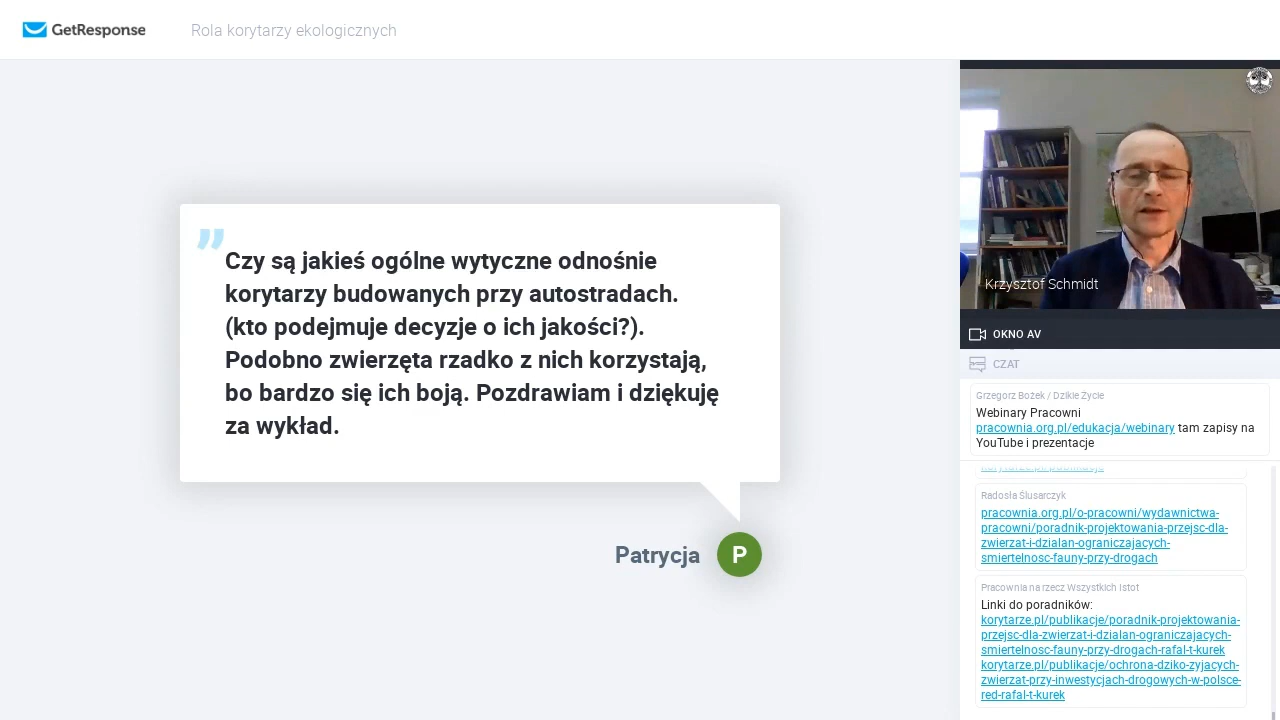 GetResponse
Rola korytarzy ekologicznych
Czy są jakieś ogólne wytyczne odnośnie
korytarzy budowanych przy autostradach.
(kto podejmuje decyzje o ich jakości?).
Podobno zwierzęta rzadko z nich korzystają,
bo bardzo się ich boją. Pozdrawiam i dziękuję
za wykład.
Patrycja
P
Krzysztof Schmidt
OKNO AV
CZAT
Grzegorz Bożek / Dzikie Życie
Webinary Pracowni
pracownia.org.pl/edukacja/webinary tam zapisy na
YouTube i prezentacje
korytarze.pl/publikacje
Radosła Ślusarczyk
pracownia.org.pl/o-pracowni/wydawnictwa-
pracowni/poradnik-projektowania-przejsc-dla-
zwierzat-i-dzialan-ograniczajacych-
smiertelnosc-fauny-przy-drogach
Pracownia na rzecz Wszystkich Istot
Linki do poradników:
korytarze.pl/publikacje/poradnik-projektowania-
przejsc-dla-zwierzat-i-dzialan-ograniczajacych-
smiertelnosc-fauny-przy-drogach-rafal-t-kurek
korytarze.pl/publikacje/ochrona-dziko-zyjacych-
zwierzat-przy-inwestycjach-drogowych-w-polsce-
red-rafal-t-kurek